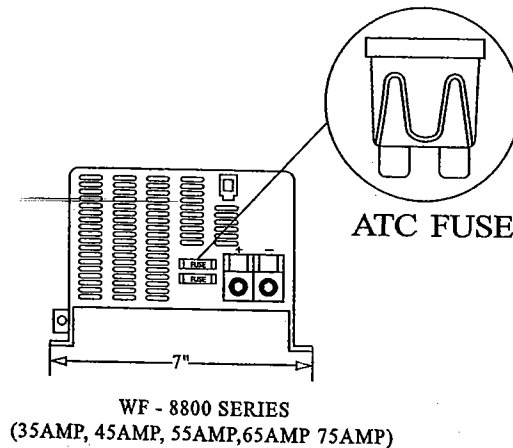 ATC FUSE
+ -
FUSE
FUSE
7"
WF - 8800 SERIES
(35AMP, 45AMP, 55AMP,65AMP 75AMP)